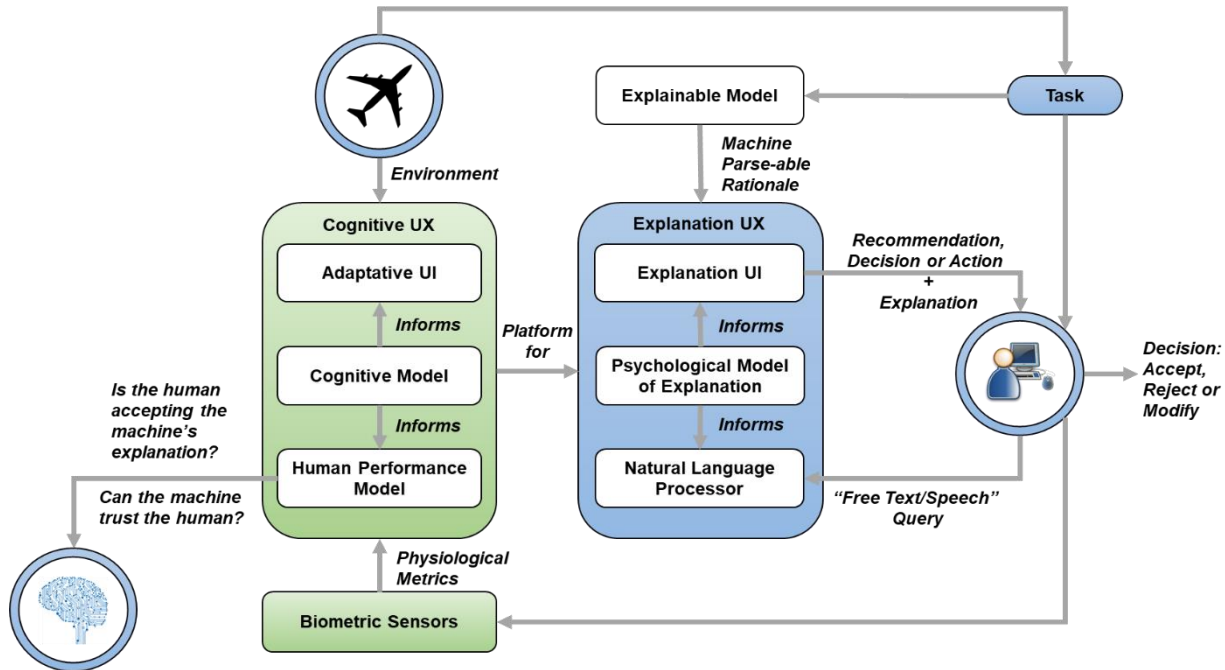 Explainable Model
Task
Environment
Machine
Parse-able
Rationale
Cognitive UX
Adaptative UI
Informs
Cognitive Model
Informs
Human Performance
Model
Platform
for
Explanation UX
Explanation UI
Informs
Psychological Model
of Explanation
Informs
Natural Language
Processor
Recommendation,
Decision or Action
+
Explanation
Decision:
Accept,
Reject or
Modify
“Free Text/Speech”
Query
Is the human
accepting the
machine’s
explanation?
Can the machine
trust the human?
Physiological
Metrics
Biometric Sensors